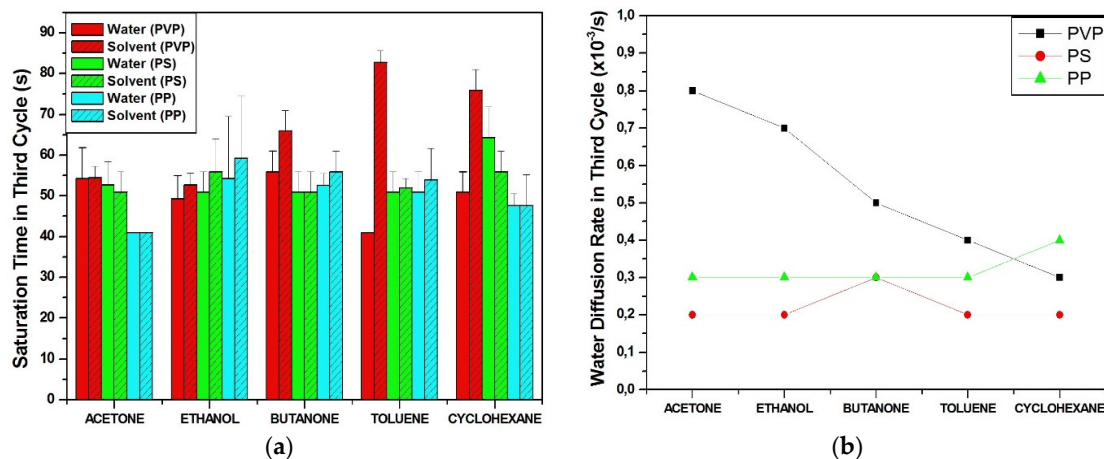 Saturation Time in Third Cycle (s)
90
80
70
60
50
40
30
20
10
0
Water (PVP)
Solvent (PVP)
Water (PS)
Solvent (PS)
Water (PP)
Solvent (PP)
ACETONE ETHANOL BUTANONE TOLUENE CYCLOHEXANE
(a)
Water Diffusion Rate in Third Cycle (x10⁻³/s)
1,0
0,9
0,8
0,7
0,5
0,5
0,4
0,3
0,2
0,2
0,0
PVP
PS
PP
ACETONE ETHANOL BUTANONE TOLUENE CYCLOHEXANE
(b)